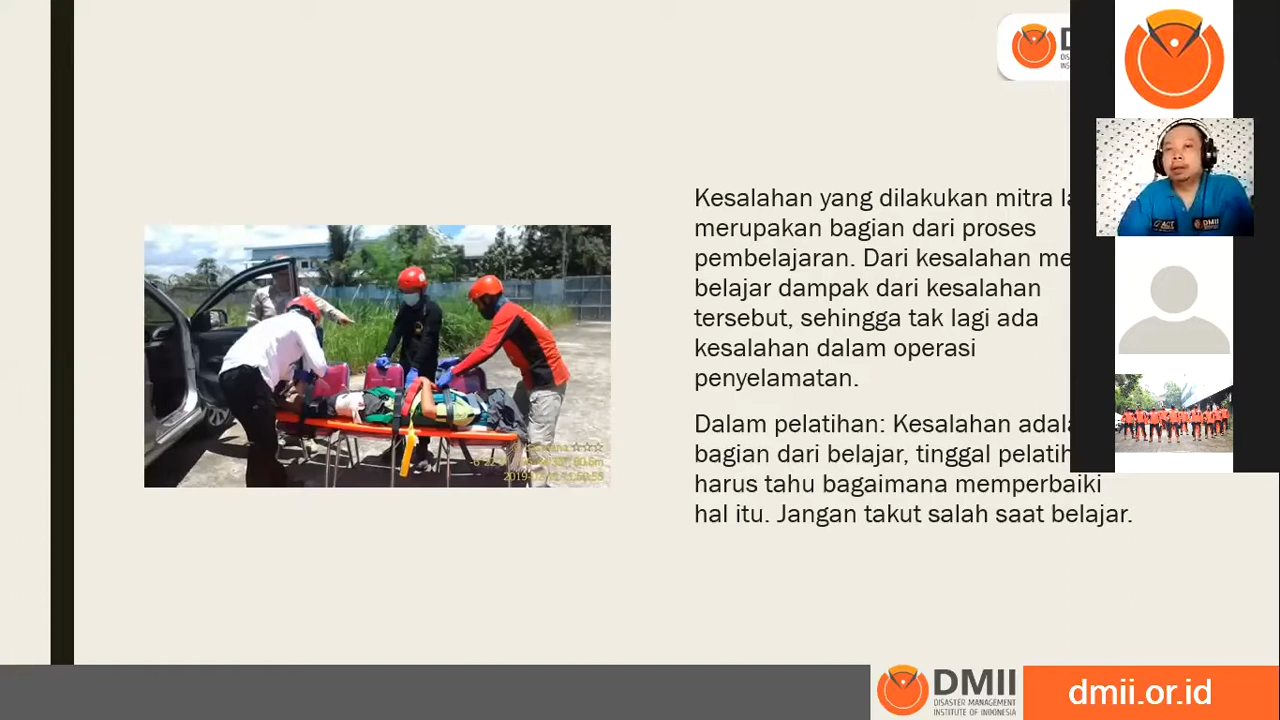 Kesalahan yang dilakukan mitra
merupakan bagian dari proses
pembelajaran. Dari kesalahan
belajar dampak dari kesalahan
tersebut, sehingga tak lagi ada
kesalahan dalam operasi
penyelamatan.
Dalam pelatihan: Kesalahan
bagian dari belajar, tinggal
harus tahu bagaimana memperbaiki
hal itu. Jangan takut salah saat belajar.
ACT
DMII
DMII
DISASTER MANAGEMENT
INSTITUTE OF INDONESIA
dmii.or.id